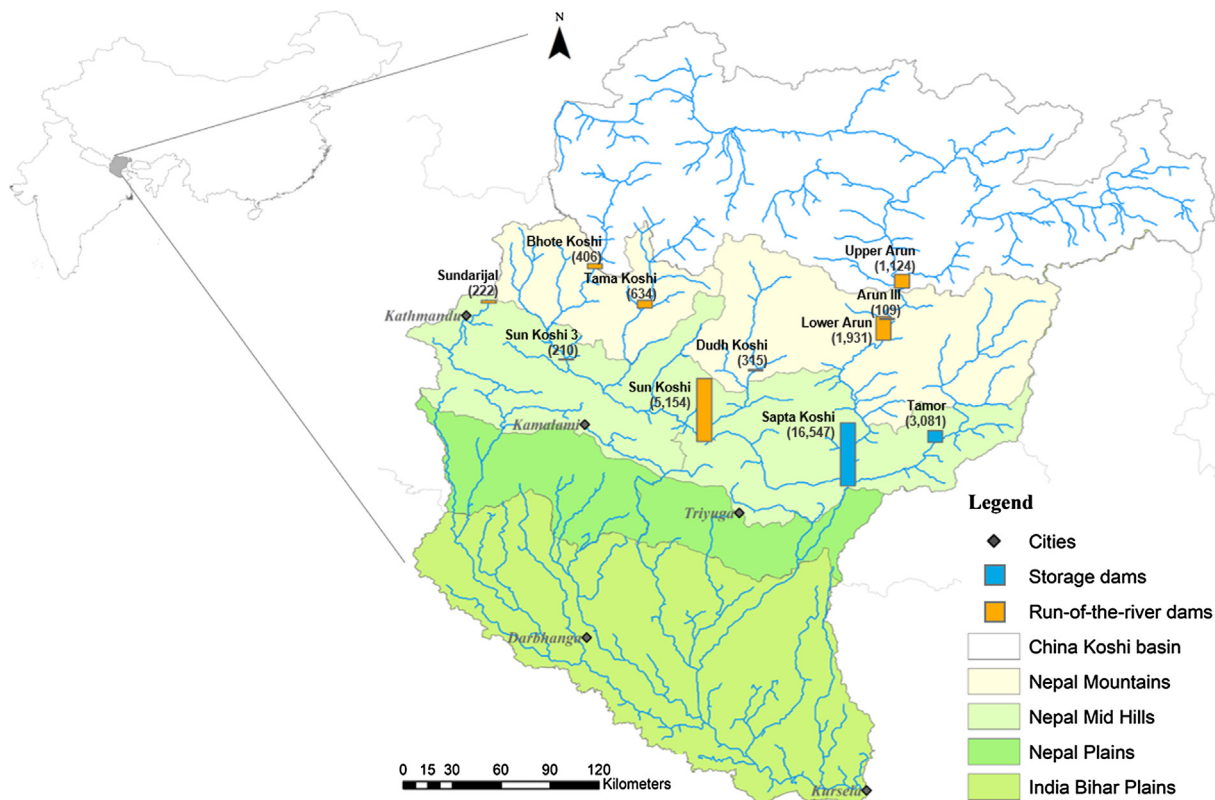 N
Bhote Koshi
(406)
Upper Arun
(1,124)
Sundarijal
(222)
Tama Koshi
(634)
Arun III
(109)
Kathmandu
Lower Arun
(1,931)
Sun Koshi 3
(210)
Dudh Koshi
(315)
Sun Koshi
(5,154)
Sapta Koshi
(16,547)
Tamor
(3,081)
Kamalami
Triyuga
Darbhanga
Kursela
Legend
Cities
Storage dams
Run-of-the-river dams
China Koshi basin
Nepal Mountains
Nepal Mid Hills
Nepal Plains
India Bihar Plains
0 15 30 60 90 120
Kilometers